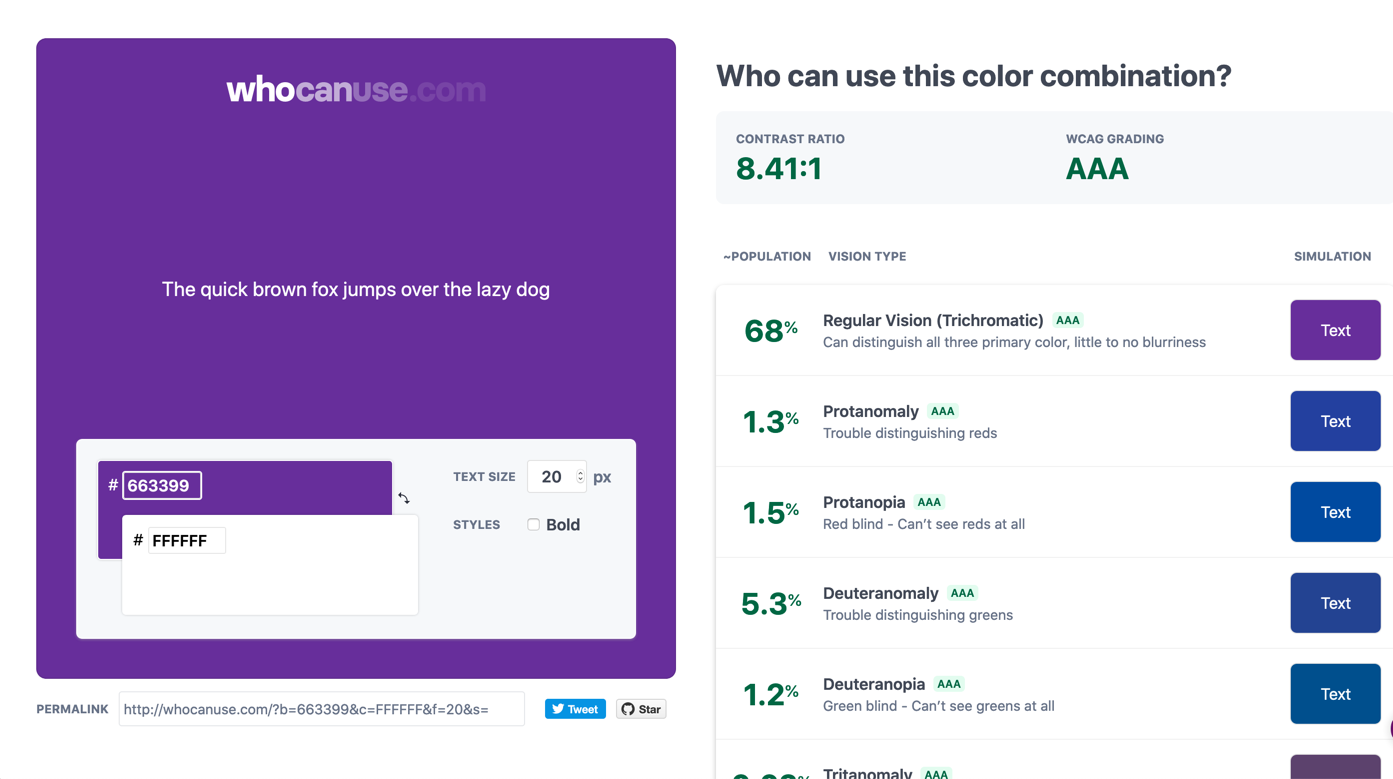 whocanuse.com
The quick brown fox jumps over the lazy dog
# 663399
# FFFFFF
TEXT SIZE 20 px
STYLES Bold
PERMALINK http://whocanuse.com/?b=663399&c=FFFFFF&f=20&s= Tweet Star
Who can use this color combination?
CONTRAST RATIO WCAG GRADING
8.41:1 AAA
~POPULATION VISION TYPE SIMULATION
68% Regular Vision (Trichromatic) AAA Text
Can distinguish all three primary color, little to no blurriness
1.3% Protanomaly AAA Text
Trouble distinguishing reds
1.5% Protanopia AAA Text
Red blind - Can’t see reds at all
5.3% Deuteranomaly AAA Text
Trouble distinguishing greens
1.2% Deuteranopia AAA Text
Green blind - Can’t see greens at all
Tritanomaly AAA